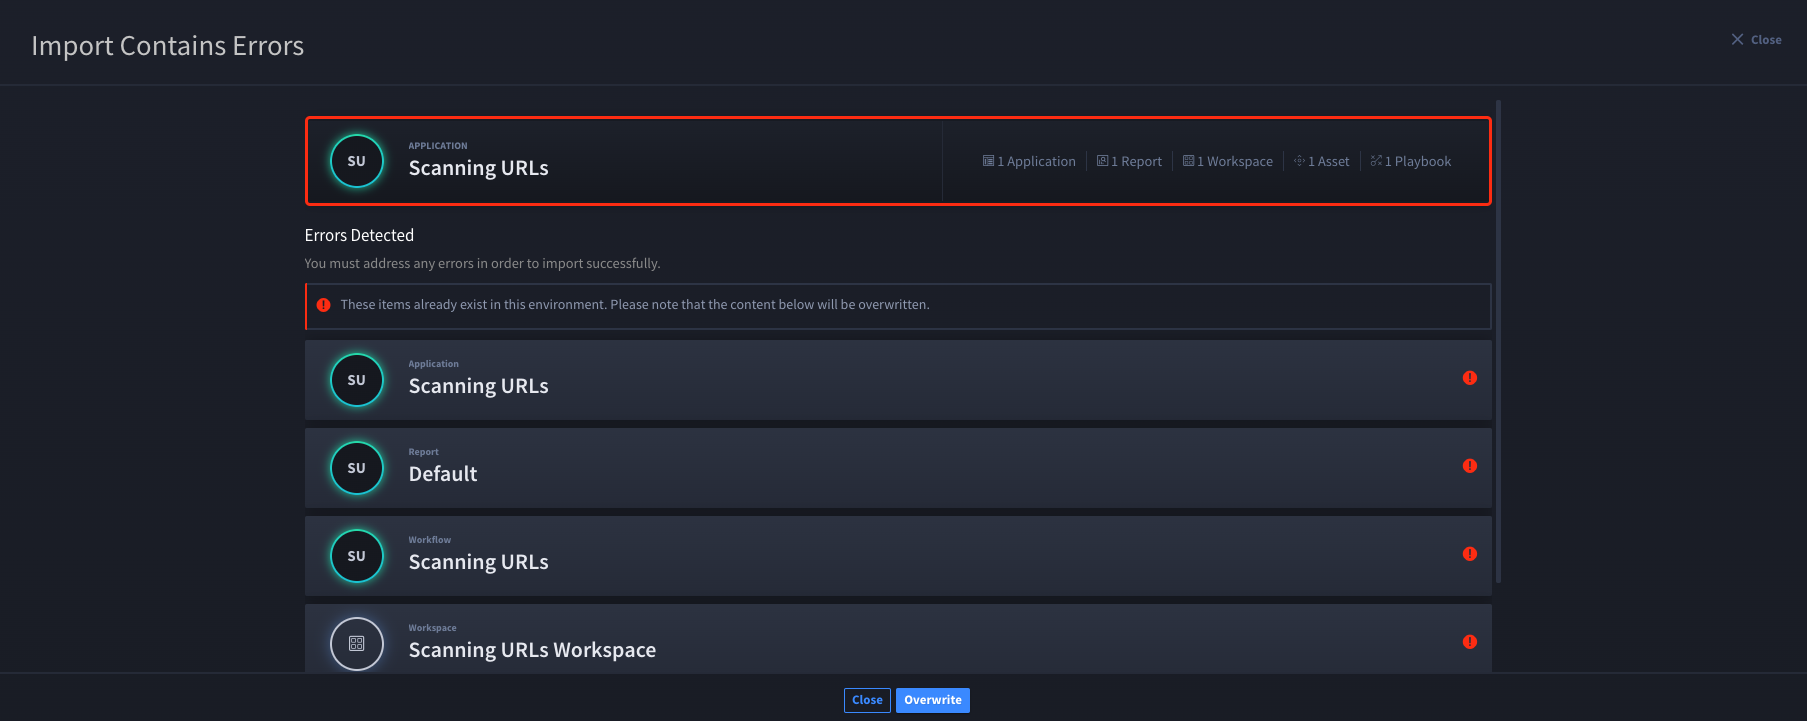 Import Contains Errors
Close
APPLICATION
SU
Scanning URLs
1 Application
1 Report
1 Workspace
1 Asset
1 Playbook
Errors Detected
You must address any errors in order to import successfully.
These items already exist in this environment. Please note that the content below will be overwritten.
Application
SU
Scanning URLs
Report
SU
Default
Workflow
SU
Scanning URLs
Workspace
Scanning URLs Workspace
Close
Overwrite